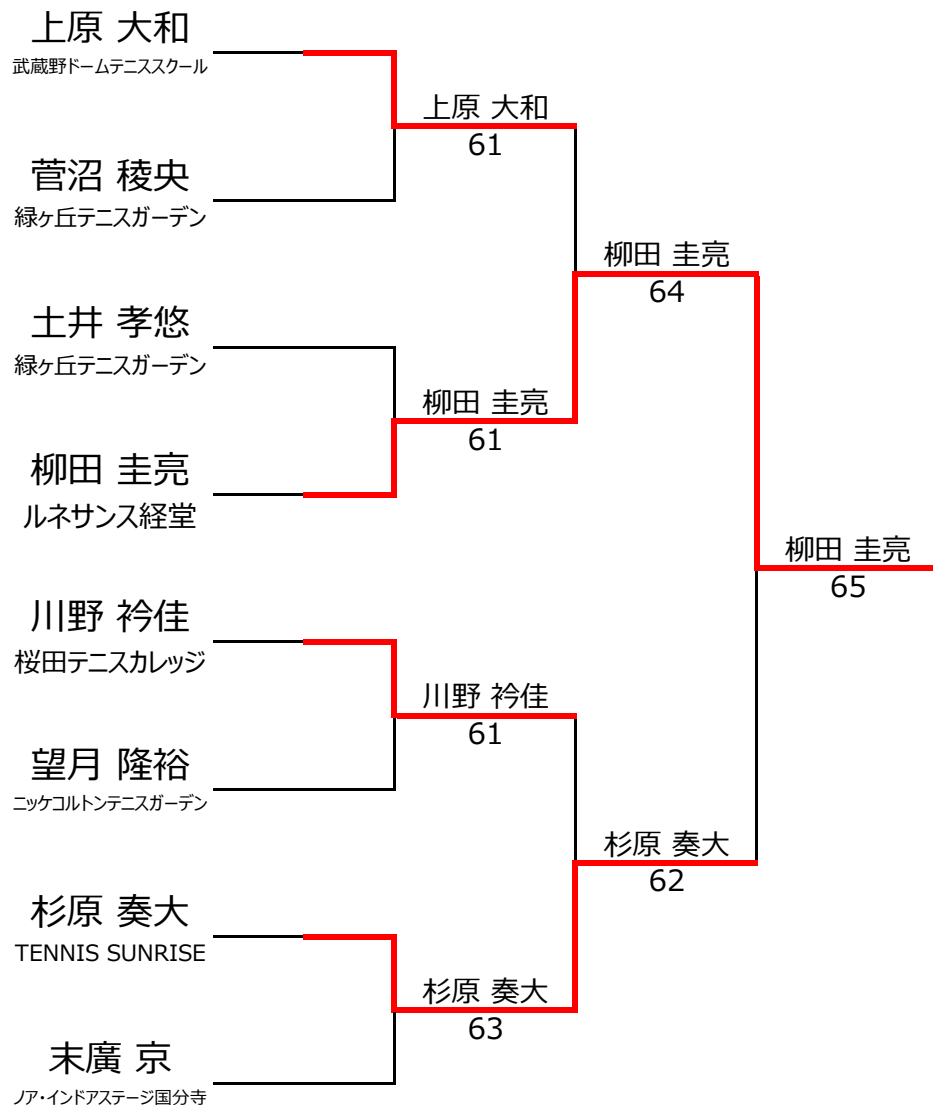 上原 大和
武蔵野ドームテニススクール
上原 大和
61
菅沼 稜央
緑ヶ丘テニスガーデン
柳田 圭亮
64
土井 孝悠
緑ヶ丘テニスガーデン
柳田 圭亮
61
柳田 圭亮
ルネサンス経堂
柳田 圭亮
65
川野 衿佳
桜田テニスカレッジ
川野 衿佳
61
望月 隆裕
ニッケコルトンテニスガーデン
杉原 奏大
62
杉原 奏大
TENNIS SUNRISE
杉原 奏大
63
末廣 京
ノア・インドアステージ国分寺